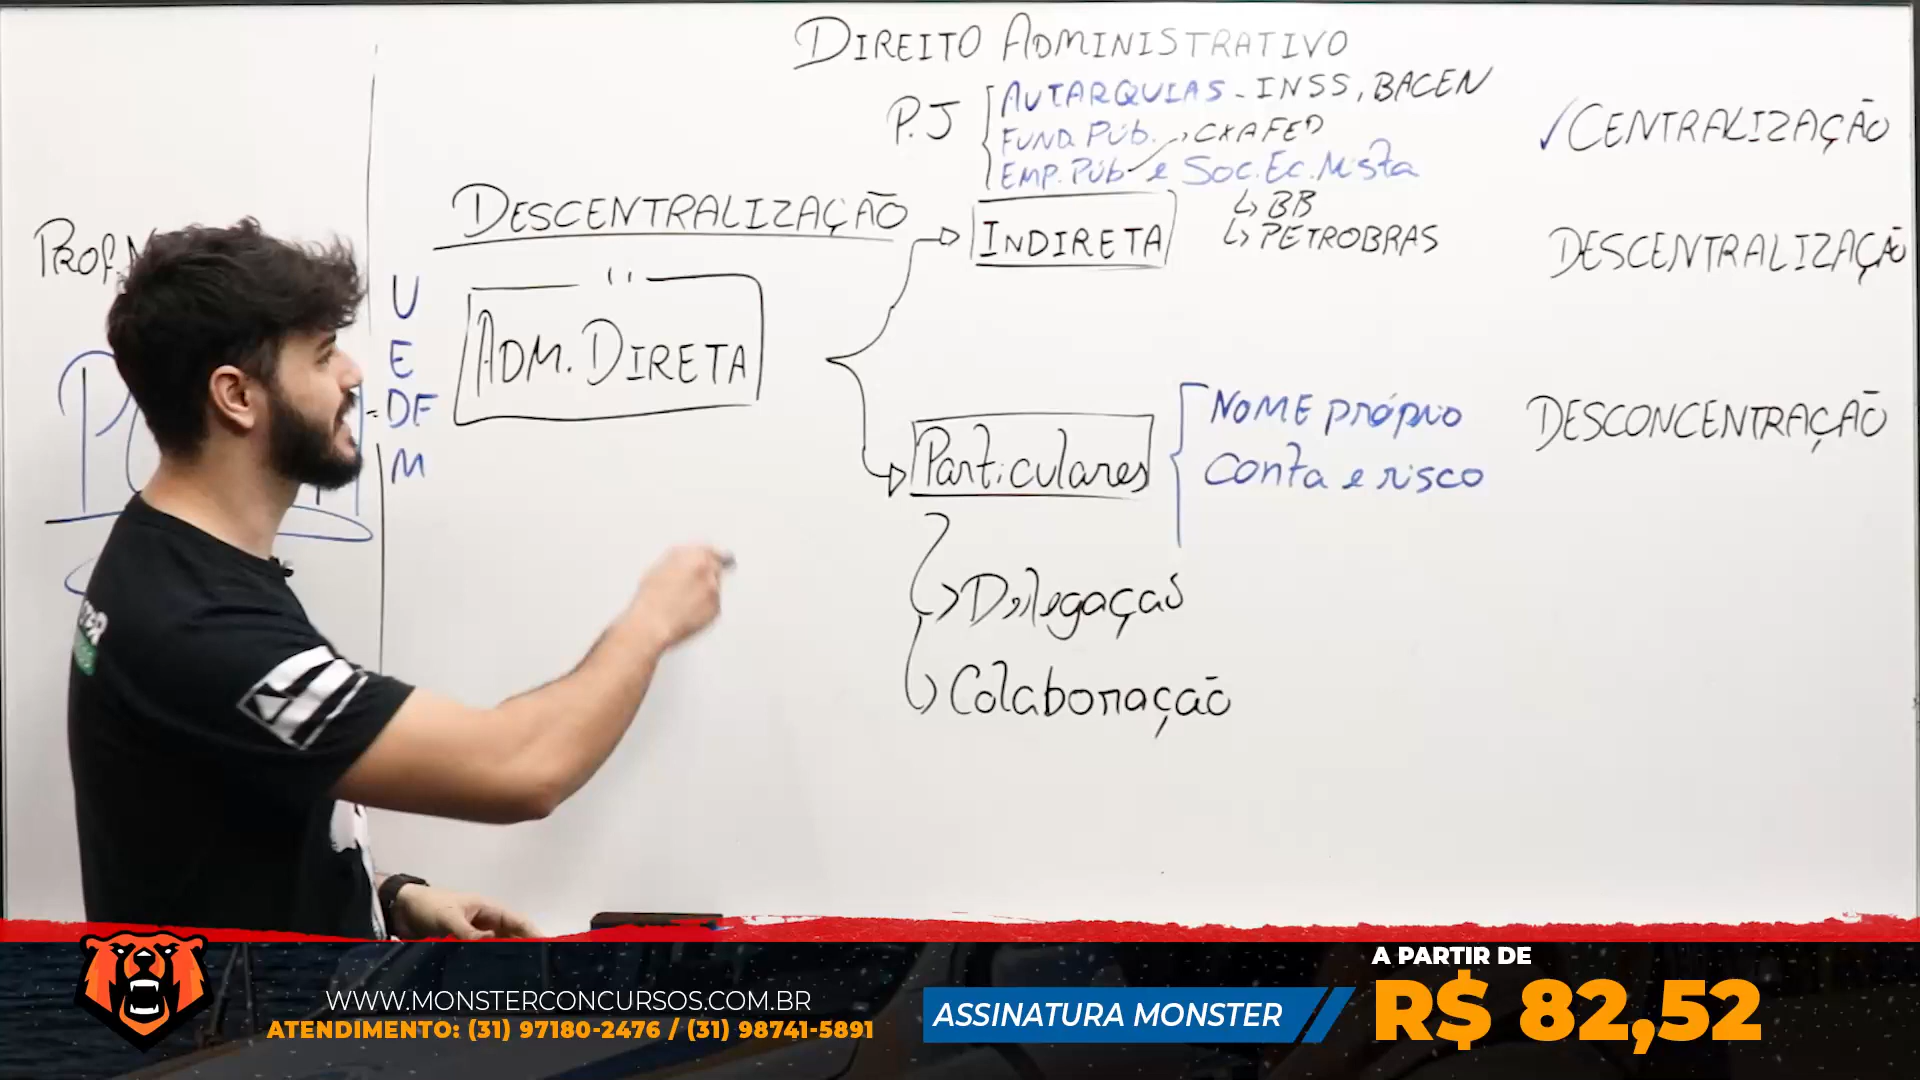 DIREITO ADMINISTRATIVO
P.J
AUTARQUIAS - INSS, BACEN
FUND. PÚB. → CXAFED
EMP. PÚB e Soc. Ec. Mista
↳ BB
↳ PETROBRAS
✓CENTRALIZAÇÃO
DESCENTRALIZAÇÃO
DESCONCENTRAÇÃO
DESCENTRALIZAÇÃO
INDIRETA
PROF.
U
E
DF
M
ADM. DIRETA
Particulares
NOME próprio
Conta e risco
Delegação
Colaboração
WWW.MONSTERCONCURSOS.COM.BR
ATENDIMENTO: (31) 97180-2476 / (31) 98741-5891
ASSINATURA MONSTER
A PARTIR DE
R$ 82,52